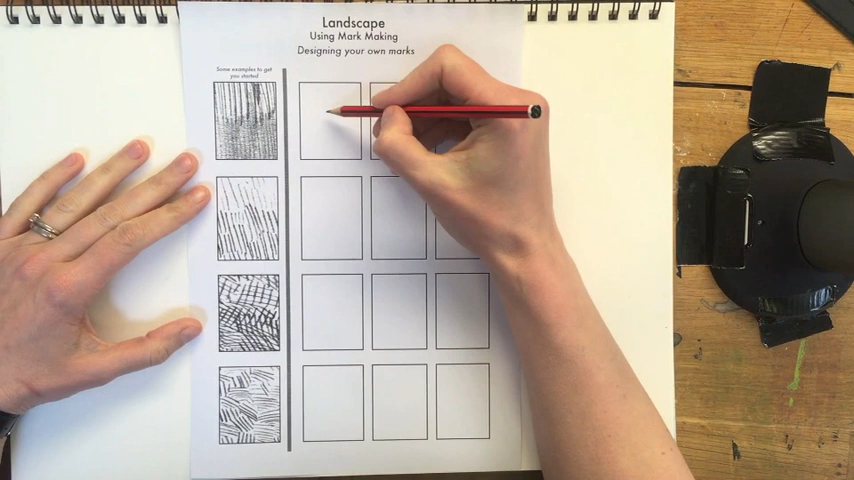 Landscape
Using Mark Making
Designing your own marks
Some examples to get
you started